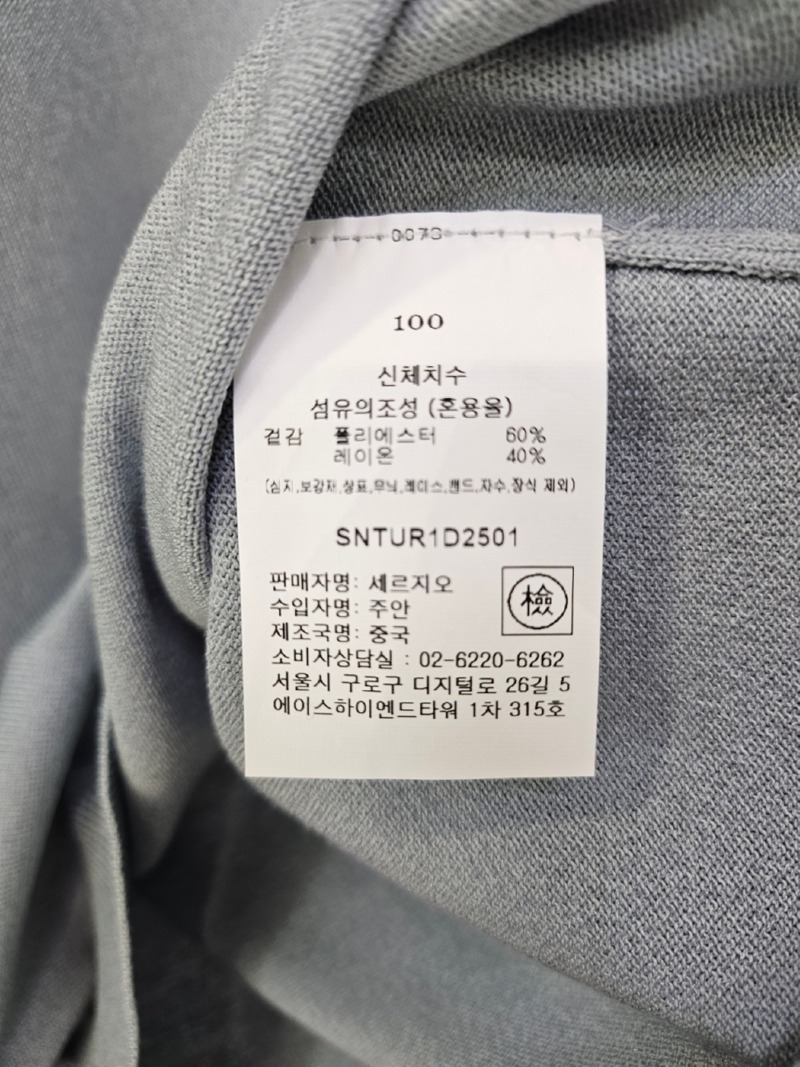 0073
100
신체치수
섬유의조성 (혼용율)
겉감 폴리에스터 60%
레이온 40%
(심지,보강재,상표,무늬,레이스,밴드,자수,장식 제외)
SNTUR1D2501
판매자명: 세르지오
檢
수입자명: 주안
제조국명: 중국
소비자상담실 : 02-6220-6262
서울시 구로구 디지털로 26길 5
에이스하이엔드타워 1차 315호